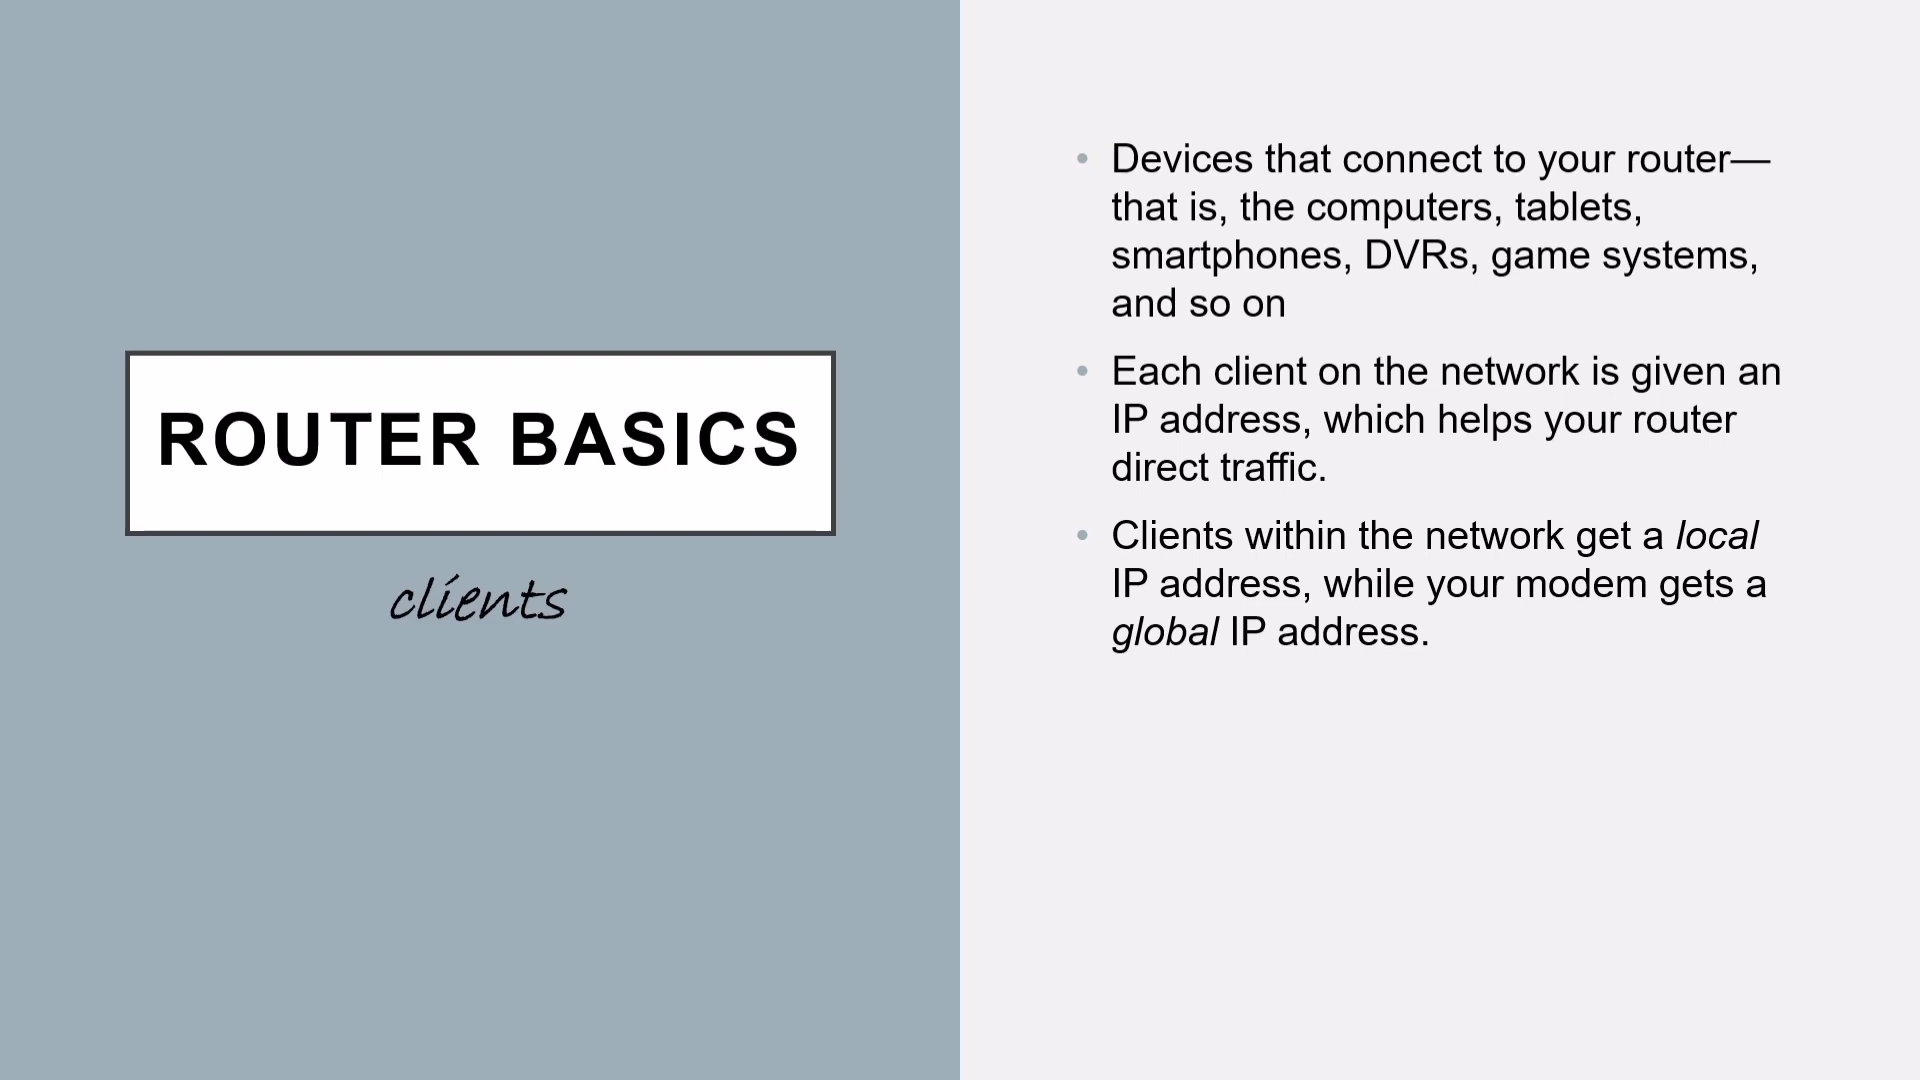 ROUTER BASICS
clients
• Devices that connect to your router—
that is, the computers, tablets,
smartphones, DVRs, game systems,
and so on
• Each client on the network is given an
IP address, which helps your router
direct traffic.
• Clients within the network get a local
IP address, while your modem gets a
global IP address.